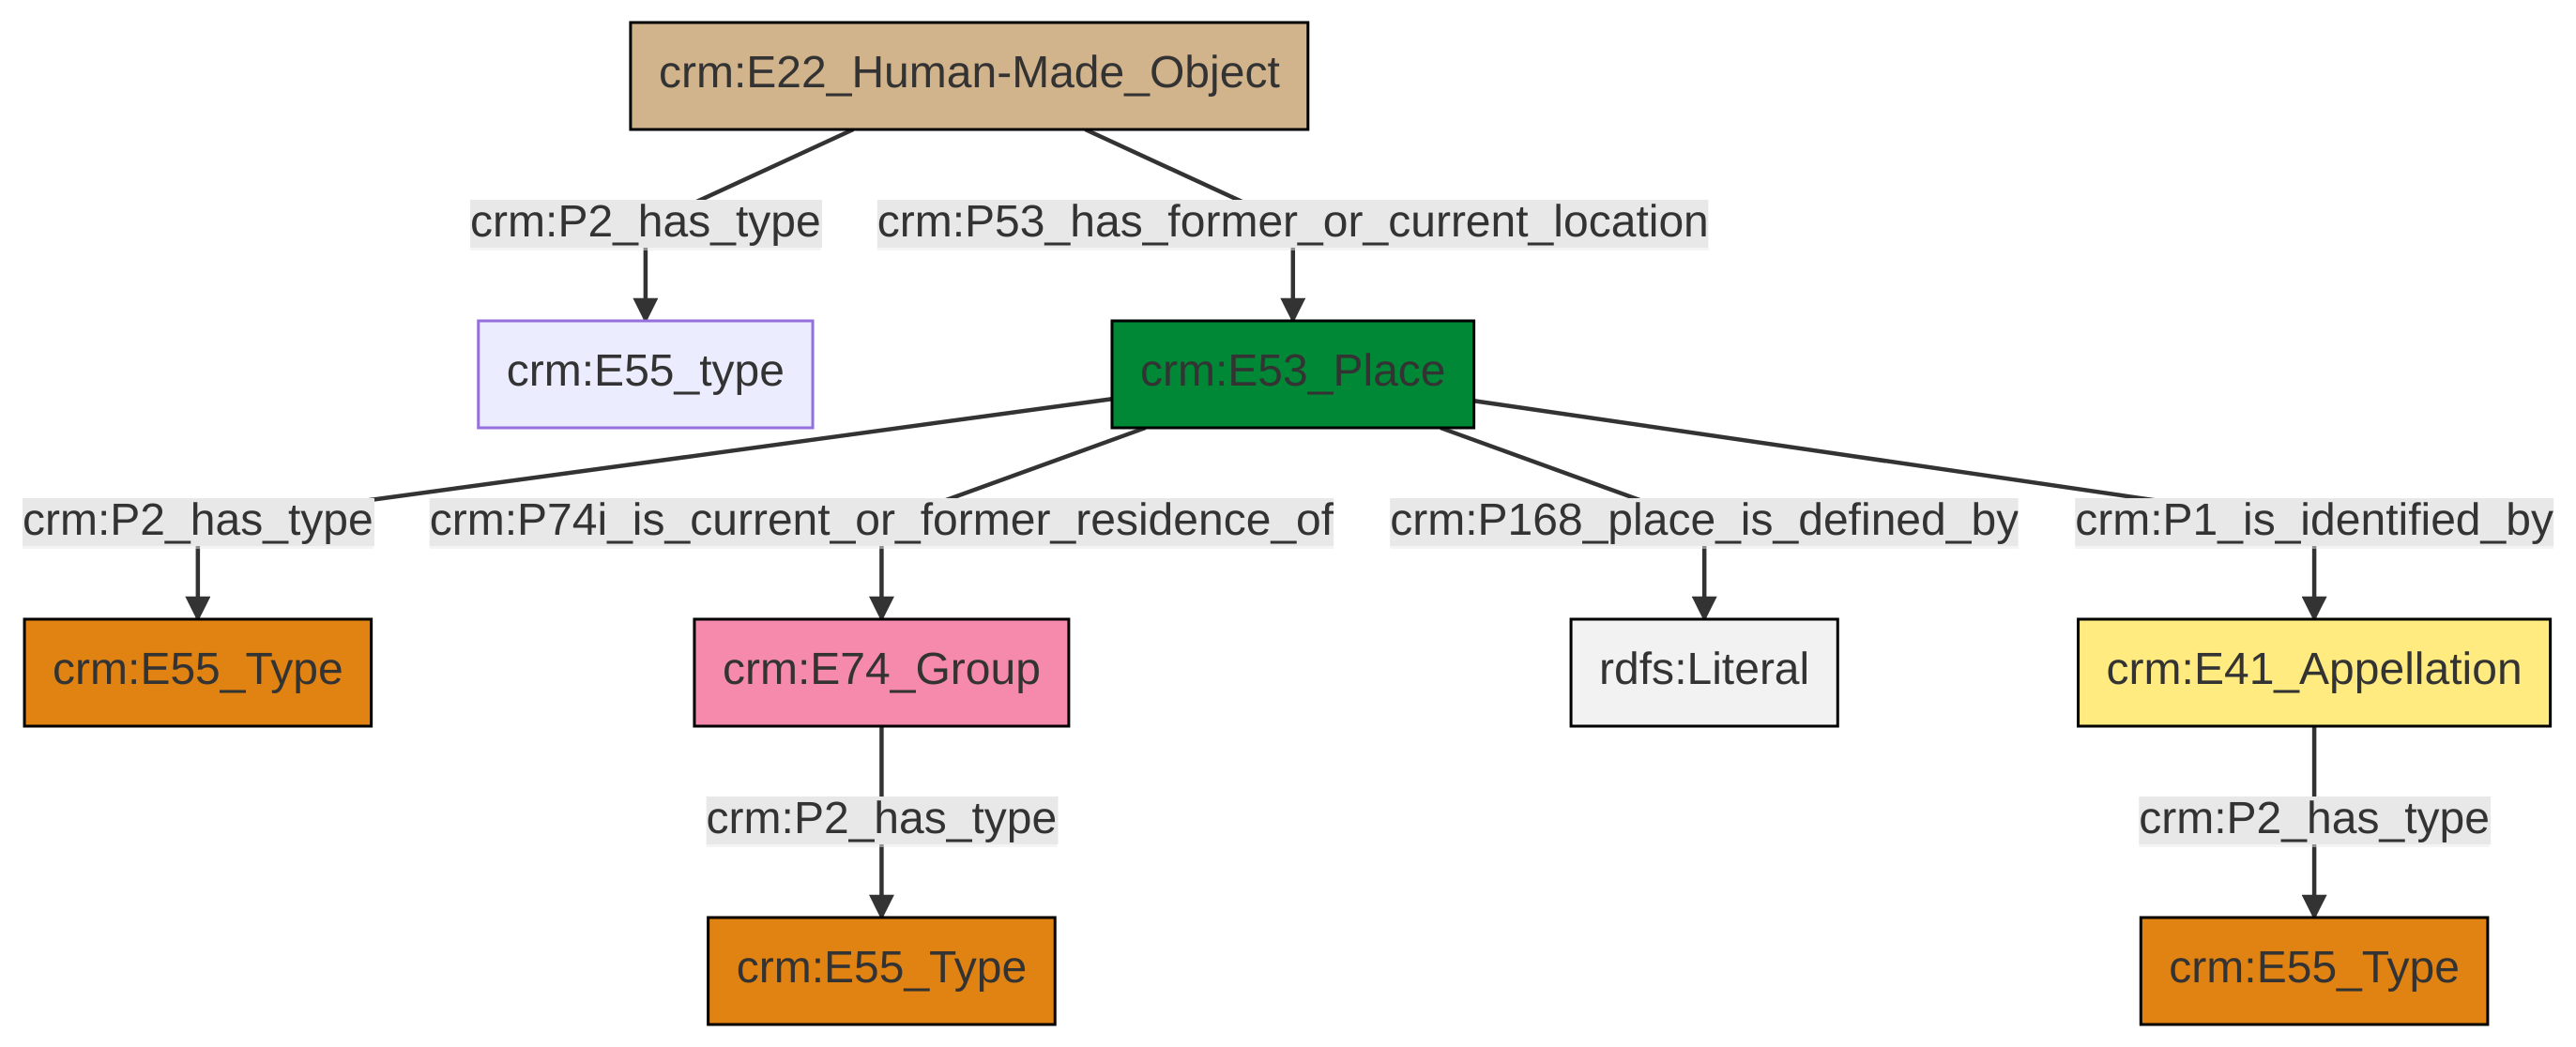 crm:E22_Human-Made_Object
crm:P2_has_type
crm:P53_has_former_or_current_location
crm:E55_type
crm:E53_Place
crm:P2_has_type
crm:P74i_is_current_or_former_residence_of
crm:P168_place_is_defined_by
crm:P1_is_identified_by
crm:E55_Type
crm:E74_Group
rdfs:Literal
crm:E41_Appellation
crm:P2_has_type
crm:P2_has_type
crm:E55_Type
crm:E55_Type